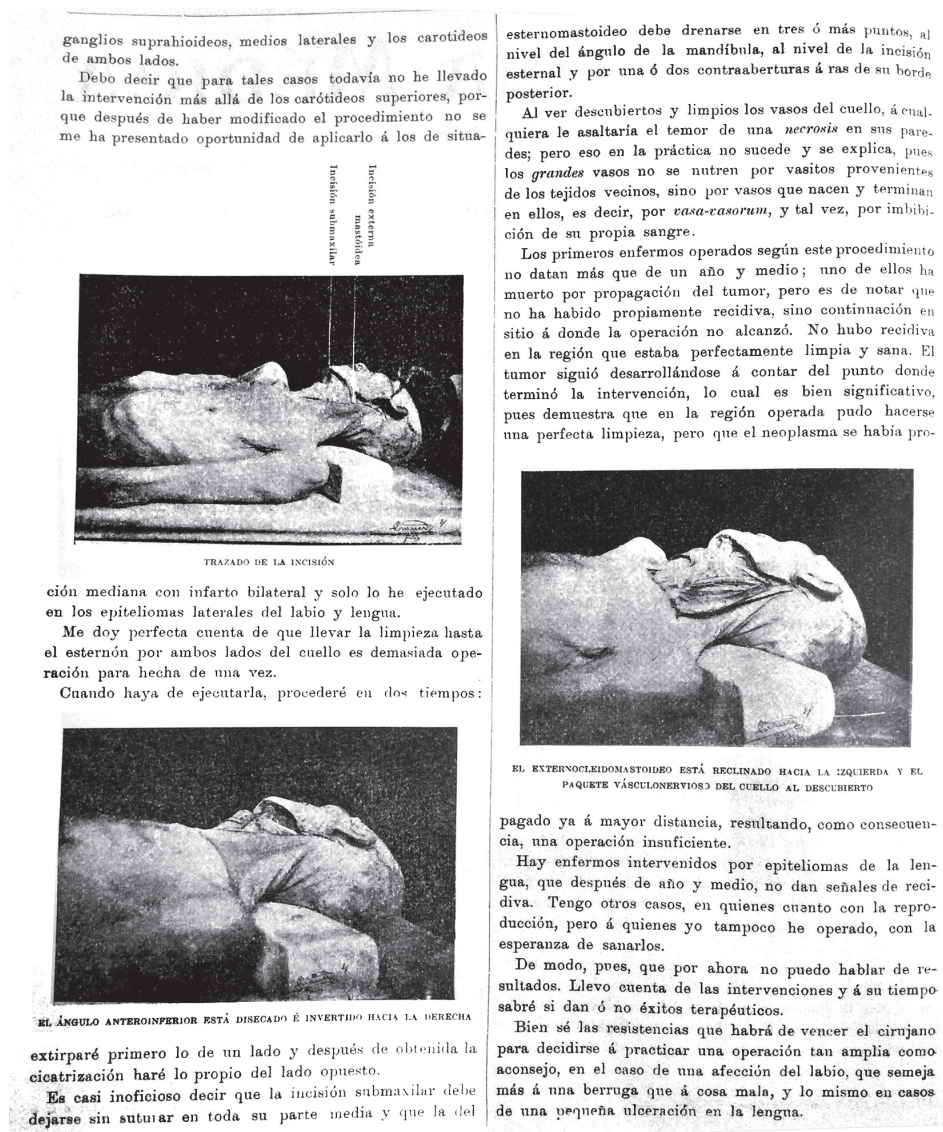 ganglios suprahioideos, medios laterales y los carotideos
de ambos lados.
Debo decir que para tales casos todavía no he llevado
la intervención más allá de los carótideos superiores, por-
que después de haber modificado el procedimiento no se
me ha presentado oportunidad de aplicarlo á los de situa-
Incisión submaxilar
Incisión externa
mastóidea
TRAZADO DE LA INCISIÓN
ción mediana con infarto bilateral y solo lo he ejecutado
en los epiteliomas laterales del labio y lengua.
Me doy perfecta cuenta de que llevar la limpieza hasta
el esternón por ambos lados del cuello es demasiada ope-
ración para hecha de una vez.
Cuando haya de ejecutarla, procederé en dos tiempos:
EL ÁNGULO ANTEROINFERIOR ESTÁ DISECADO É INVERTIDO HACIA LA DERECHA
extirparé primero lo de un lado y después de obtenida la
cicatrización haré lo propio del lado opuesto.
Es casi inoficioso decir que la incisión submaxilar debe
dejarse sin suturar en toda su parte media y que la del
esternomastoideo debe drenarse en tres ó más puntos, al
nivel del ángulo de la mandíbula, al nivel de la incisión
esternal y por una ó dos contraaberturas á ras de su borde
posterior.
Al ver descubiertos y limpios los vasos del cuello, á cual-
quiera le asaltaría el temor de una necrosis en sus pare-
des; pero eso en la práctica no sucede y se explica, pues
los grandes vasos no se nutren por vasitos provenientes
de los tejidos vecinos, sino por vasos que nacen y terminan
en ellos, es decir, por vasa-vasorum, y tal vez, por imbibi-
ción de su propia sangre.
Los primeros enfermos operados según este procedimiento
no datan más que de un año y medio; uno de ellos ha
muerto por propagación del tumor, pero es de notar que
no ha habido propiamente recidiva, sino continuación en
sitio á donde la operación no alcanzó. No hubo recidiva
en la región que estaba perfectamente limpia y sana. El
tumor siguió desarrollándose á contar del punto donde
terminó la intervención, lo cual es bien significativo,
pues demuestra que en la región operada pudo hacerse
una perfecta limpieza, pero que el neoplasma se había pro-
EL EXTERNOCLEIDOMASTOIDEO ESTÁ RECLINADO HACIA LA IZQUIERDA Y EL
PAQUETE VÁSCULONERVIOSO DEL CUELLO AL DESCUBIERTO
pagado ya á mayor distancia, resultando, como consecuen-
cia, una operación insuficiente.
Hay enfermos intervenidos por epiteliomas de la len-
gua, que después de año y medio, no dan señales de reci-
diva. Tengo otros casos, en quienes cuento con la repro-
ducción, pero á quienes yo tampoco he operado, con la
esperanza de sanarlos.
De modo, pues, que por ahora no puedo hablar de re-
sultados. Llevo cuenta de las intervenciones y á su tiempo
sabré si dan ó no éxitos terapéuticos.
Bien sé las resistencias que habrá de vencer el cirujano
para decidirse á practicar una operación tan amplia como
aconsejo, en el caso de una afección del labio, que semeja
más á una berruga que á cosa mala, y lo mismo en casos
de una pequeña ulceración en la lengua.